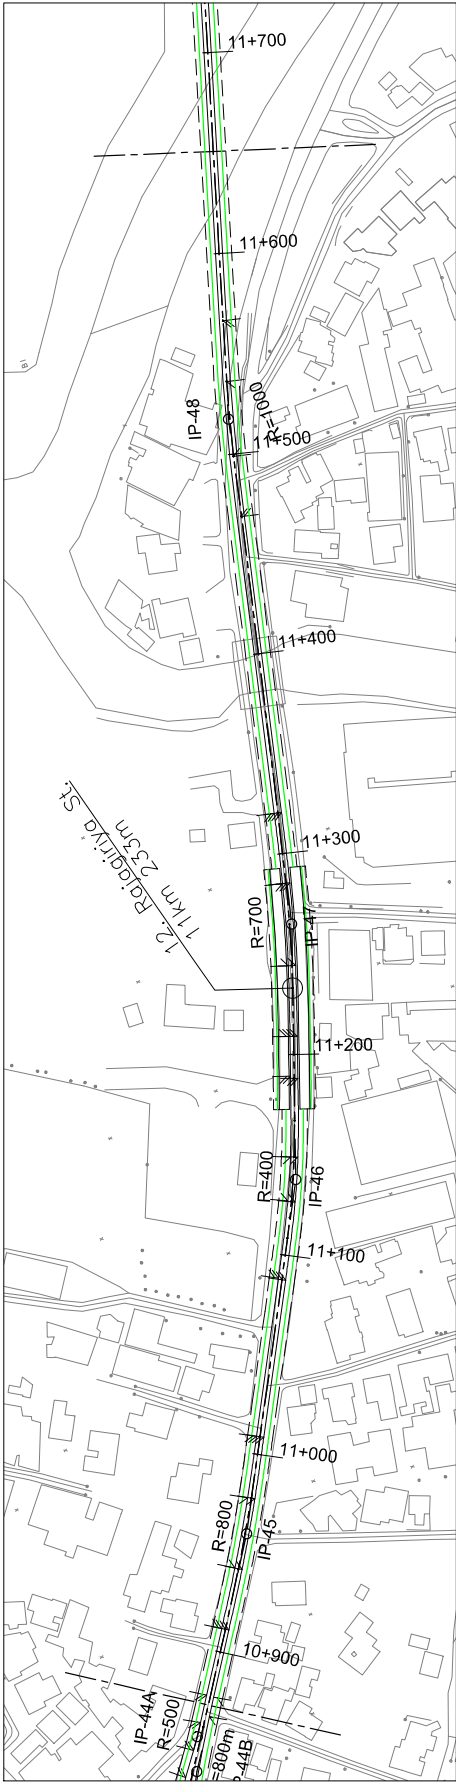 11+700
11+600
IP-48
R=1000
11+500
11+400
12. Rajagiriya St.
11km 233m
11+300
R=700
IP-47
11+200
R=400
IP-46
11+100
11+000
R=800
IP-45
10+900
IP-44A
R=500
=800m
P-44B